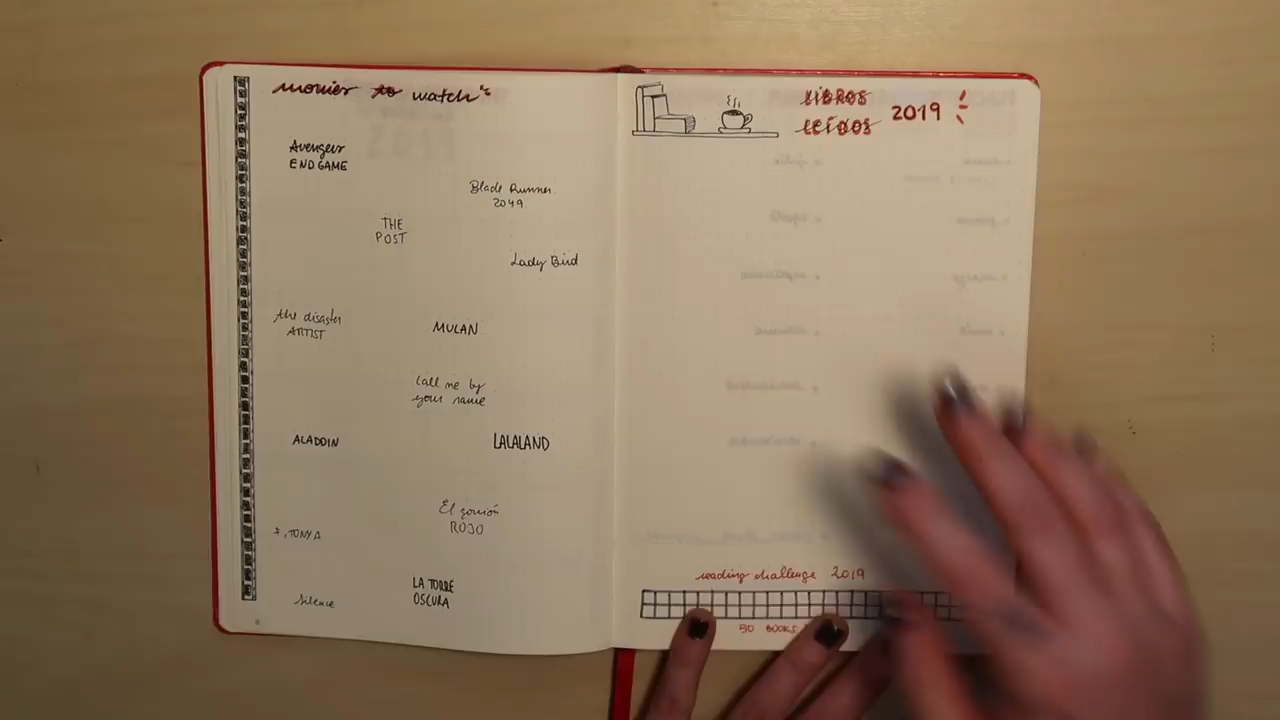 movies to watch
Avengers
ENDGAME
Blade Runner
2049
THE
POST
Lady Bird
the disaster
ARTIST
MULAN
call me by
your name
ALADDIN
LALALAND
El gorrión
ROJO
I, TONYA
LA TORRE
OSCURA
Silence
LIBROS
LEÍDOS 2019
reading challenge 2019
50 BOOKS